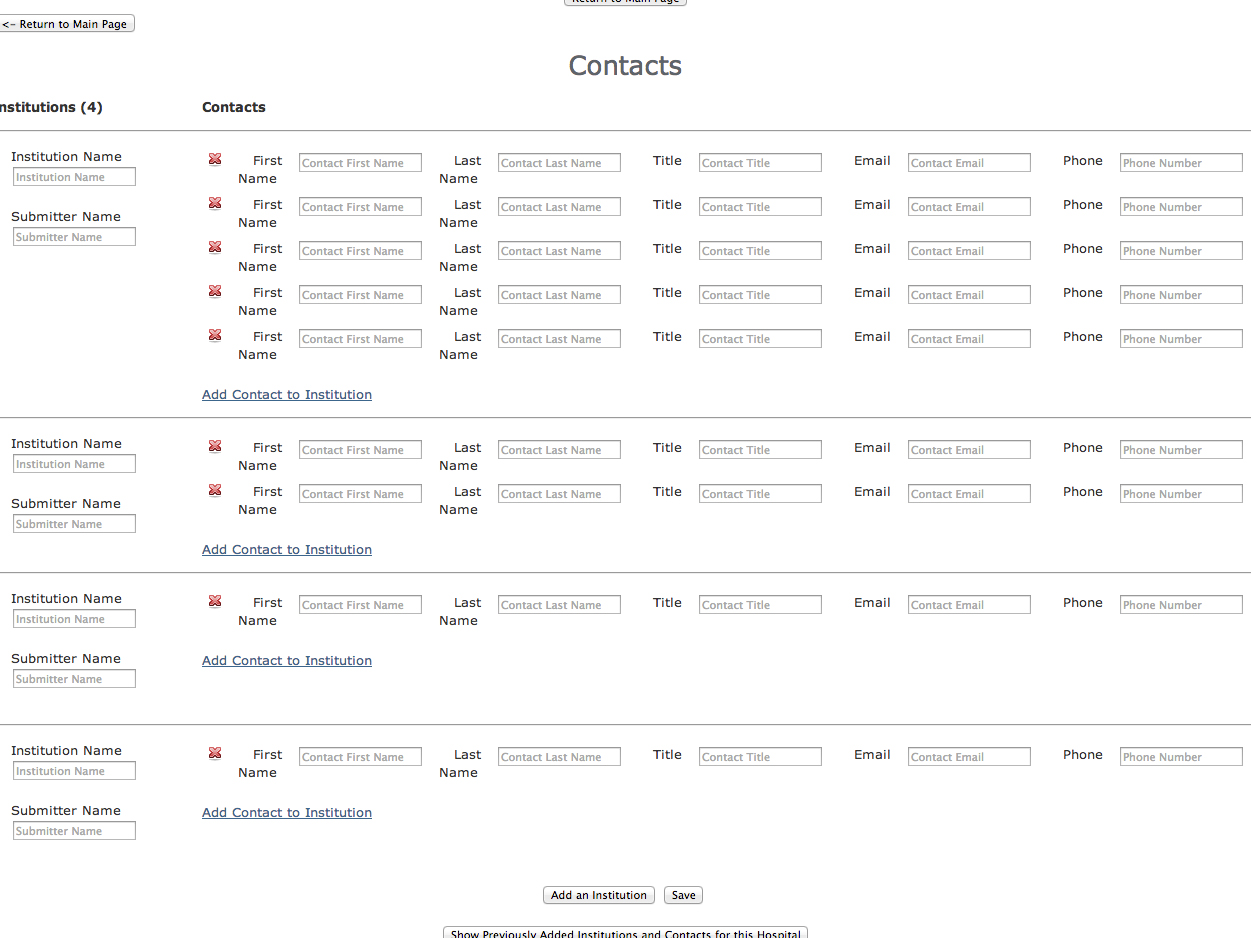 Return to Main Page
<- Return to Main Page
Contacts
nstitutions (4) Contacts
Institution Name First Contact First Name Last Contact Last Name Title Contact Title Email Contact Email Phone Phone Number
Institution Name Name Name
Submitter Name First Contact First Name Last Contact Last Name Title Contact Title Email Contact Email Phone Phone Number
Submitter Name Name Name
First Contact First Name Last Contact Last Name Title Contact Title Email Contact Email Phone Phone Number
Name Name
First Contact First Name Last Contact Last Name Title Contact Title Email Contact Email Phone Phone Number
Name Name
First Contact First Name Last Contact Last Name Title Contact Title Email Contact Email Phone Phone Number
Name Name
Add Contact to Institution
Institution Name First Contact First Name Last Contact Last Name Title Contact Title Email Contact Email Phone Phone Number
Institution Name Name Name
Submitter Name First Contact First Name Last Contact Last Name Title Contact Title Email Contact Email Phone Phone Number
Submitter Name Name Name
Add Contact to Institution
Institution Name First Contact First Name Last Contact Last Name Title Contact Title Email Contact Email Phone Phone Number
Institution Name Name Name
Submitter Name Add Contact to Institution
Submitter Name
Institution Name First Contact First Name Last Contact Last Name Title Contact Title Email Contact Email Phone Phone Number
Institution Name Name Name
Submitter Name Add Contact to Institution
Submitter Name
Add an Institution Save
Show Previously Added Institutions and Contacts for this Hospital